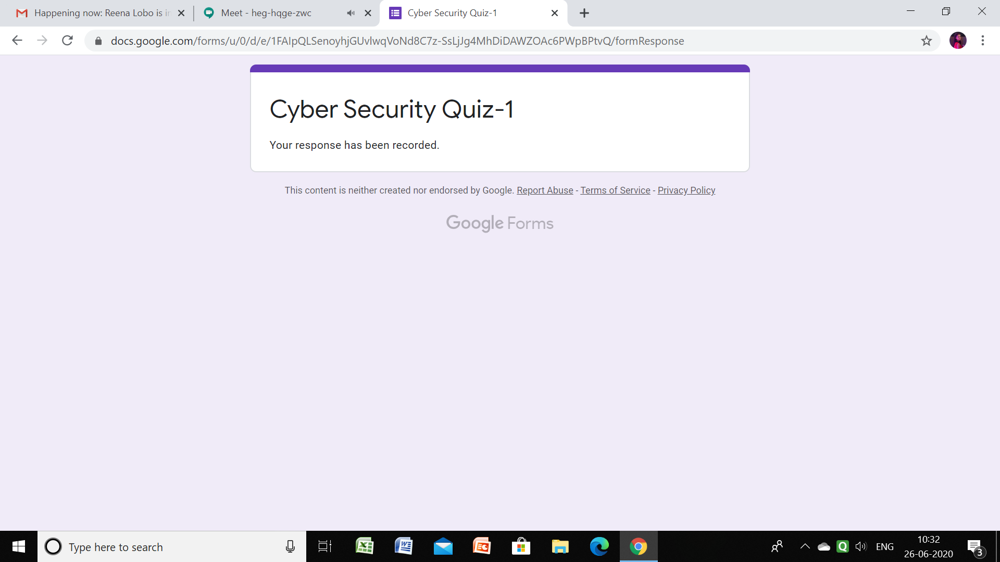 Happening now: Reena Lobo is in
Meet - heg-hqge-zwc
Cyber Security Quiz-1
docs.google.com/forms/u/0/d/e/1FAIpQLSenoyhjGUvlwqVoNd8C7z-SsLjJg4MhDiDAWZOAc6PWpBPtvQ/formResponse
Cyber Security Quiz-1
Your response has been recorded.
This content is neither created nor endorsed by Google. Report Abuse - Terms of Service - Privacy Policy
Google Forms
Type here to search
ENG
10:32
26-06-2020
3